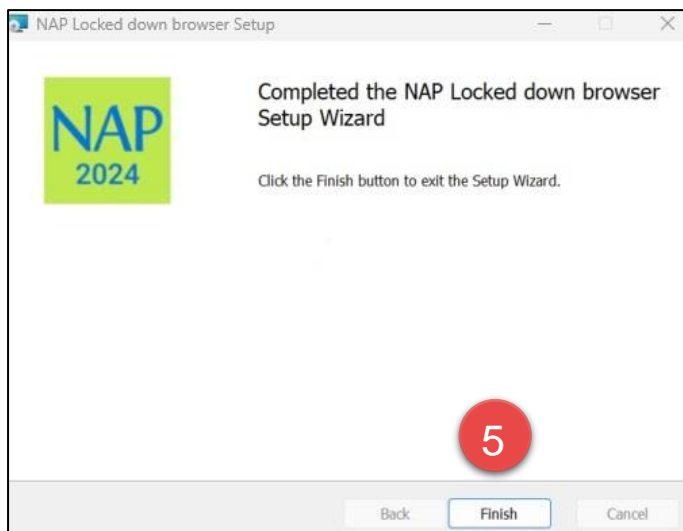 NAP Locked down browser Setup
NAP
2024
Completed the NAP Locked down browser
Setup Wizard
Click the Finish button to exit the Setup Wizard.
5
Back Finish Cancel